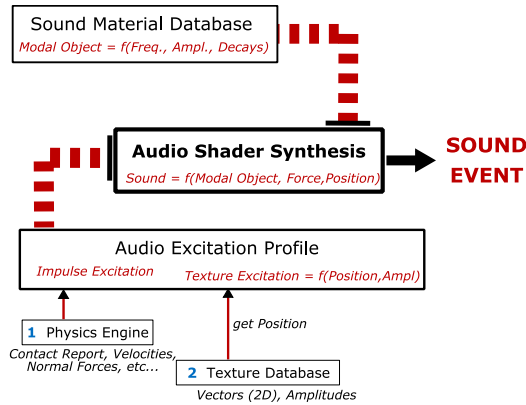 Sound Material Database
Modal Object = f(Freq., Ampl., Decays)
Audio Shader Synthesis
Sound = f(Modal Object, Force,Position)
SOUND
EVENT
Audio Excitation Profile
Impulse Excitation
Texture Excitation = f(Position,Ampl)
1 Physics Engine
Contact Report, Velocities,
Normal Forces, etc...
get Position
2 Texture Database
Vectors (2D), Amplitudes